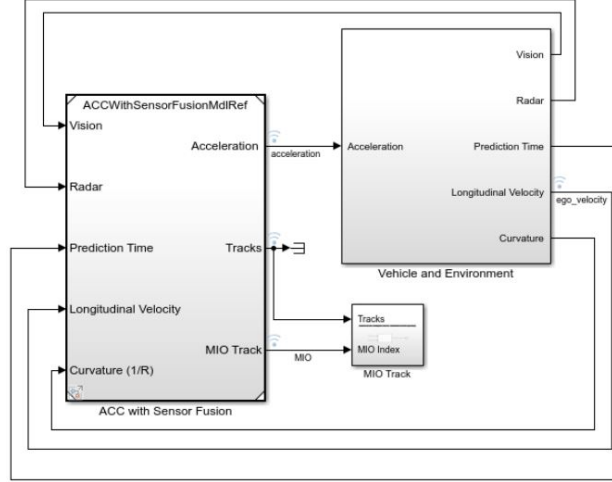 ACCWithSensorFusionMdlRef
Vision
Radar
Prediction Time
Longitudinal Velocity
Curvature (1/R)
Acceleration
Tracks
MIO Track
ACC with Sensor Fusion
acceleration
MIO
Acceleration
Vision
Radar
Prediction Time
Longitudinal Velocity
Curvature
Vehicle and Environment
ego_velocity
Tracks
MIO Index
MIO Track